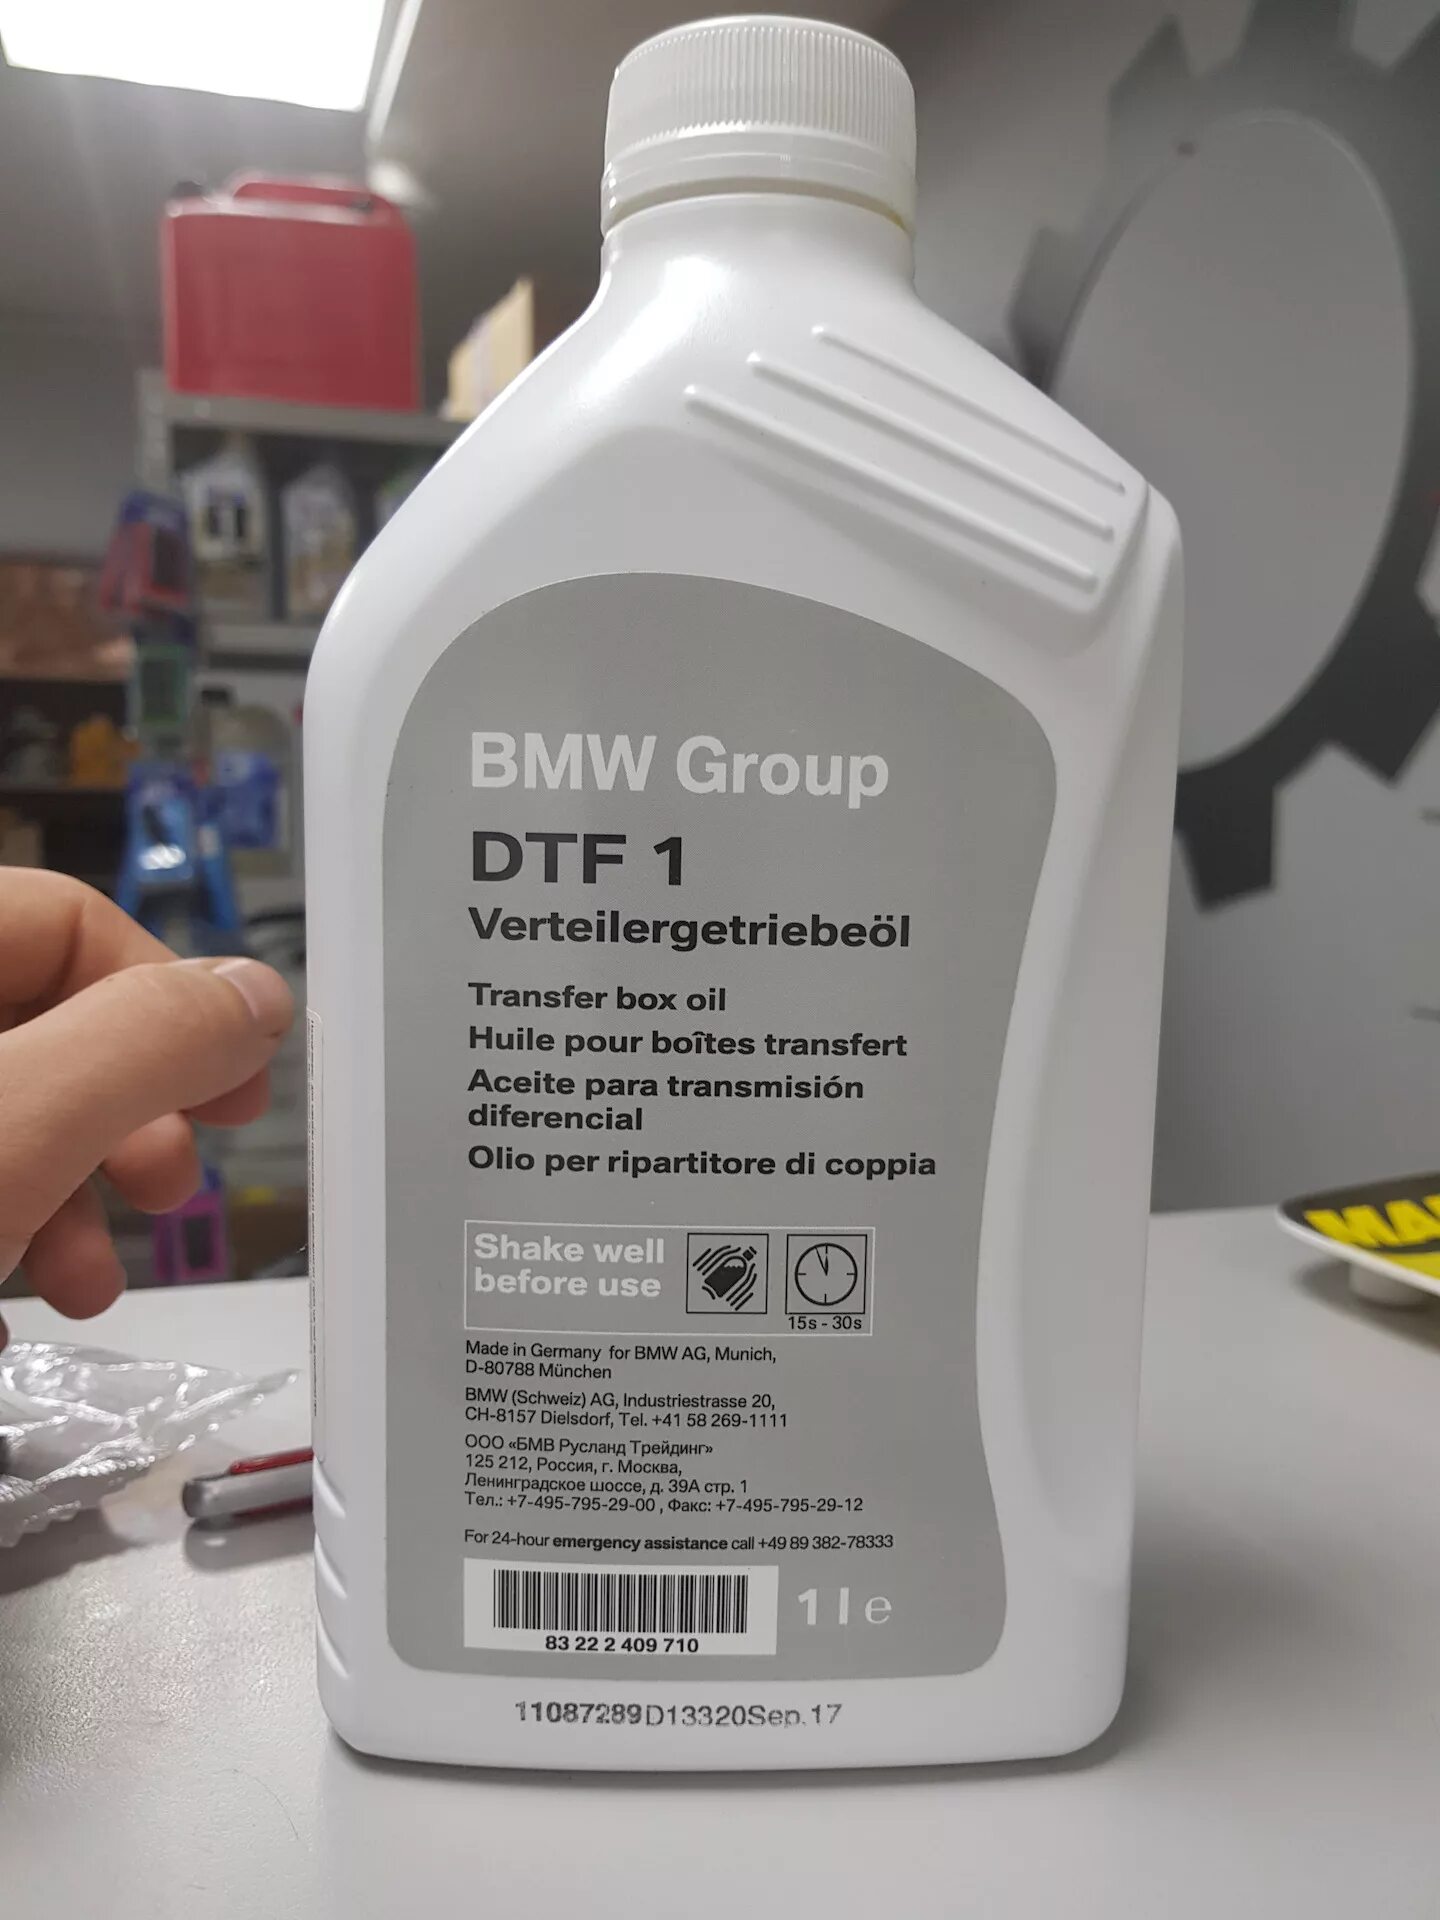 BMW Group
DTF 1
Verteilergetriebeöl
Transfer box oil
Huile pour boîtes transfert
Aceite para transmisión
diferencial
Olio per ripartitore di coppia
Shake well
before use
15s - 30s
Made in Germany for BMW AG, Munich,
D-80788 München
BMW (Schweiz) AG, Industriestrasse 20,
CH-8157 Dielsdorf, Tel. +41 58 269-1111
ООО «БМВ Русланд Трейдинг»
125 212, Россия, г. Москва,
Ленинградское шоссе, д. 39А стр. 1
Тел.: +7-495-795-29-00 , Факс: +7-495-795-29-12
For 24-hour emergency assistance call +49 89 382-78333
1 l e
83 22 2 409 710
11087289D13320Sep.17